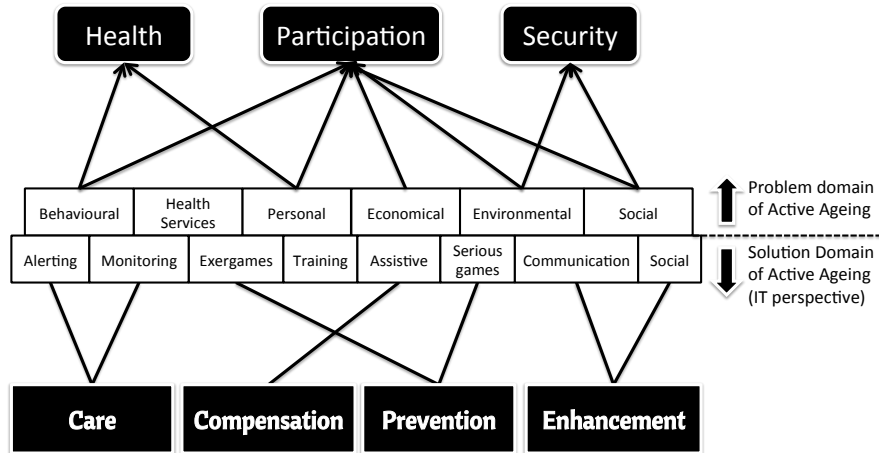 Health
Participation
Security
Behavioural
Health
Services
Personal
Economical
Environmental
Social
Problem domain
of Active Ageing
Alerting
Monitoring
Exergames
Training
Assistive
Serious
games
Communication
Social
Solution Domain
of Active Ageing
(IT perspective)
Care
Compensation
Prevention
Enhancement